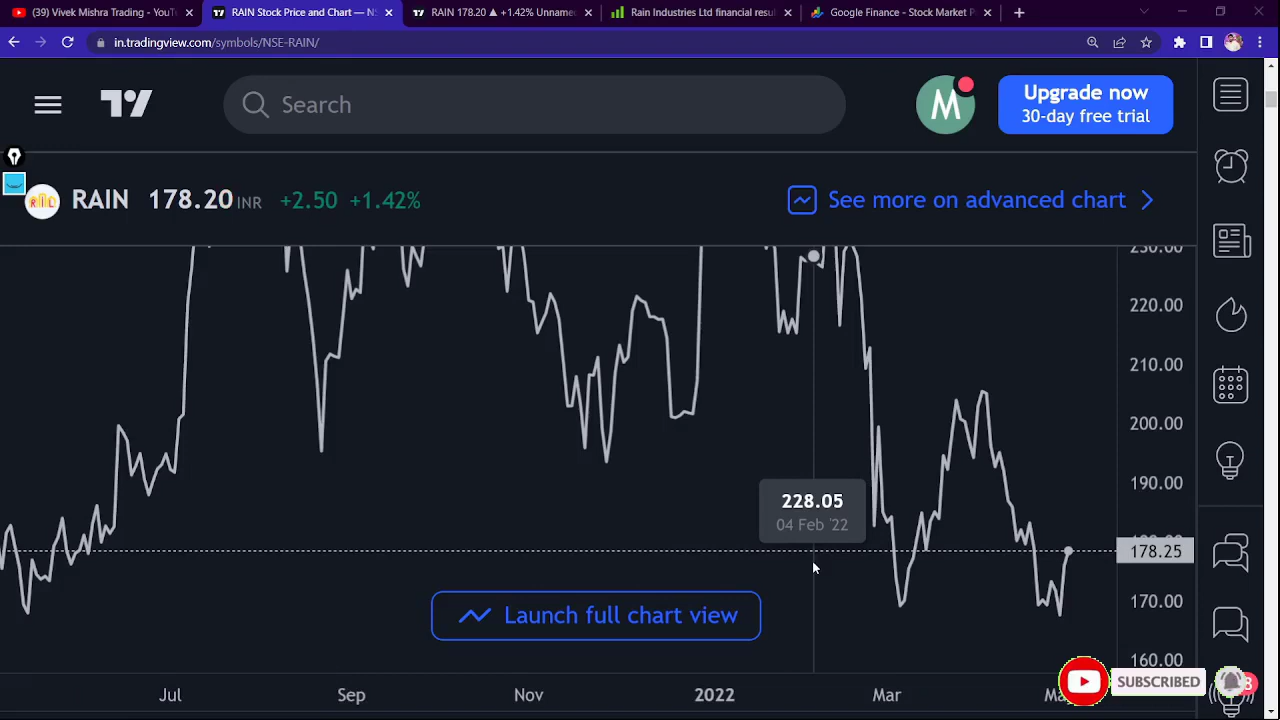 (39) Vivek Mishra Trading - YouT
RAIN Stock Price and Chart — NS
RAIN 178.20 ▲ +1.42% Unname
Rain Industries Ltd financial resul
Google Finance - Stock Market P
in.tradingview.com/symbols/NSE-RAIN/
Search
M
Upgrade now
30-day free trial
RAIN 178.20 INR +2.50 +1.42%
See more on advanced chart
230.00
220.00
210.00
200.00
190.00
178.25
170.00
160.00
228.05
04 Feb '22
Launch full chart view
Jul Sep Nov 2022 Mar
SUBSCRIBED